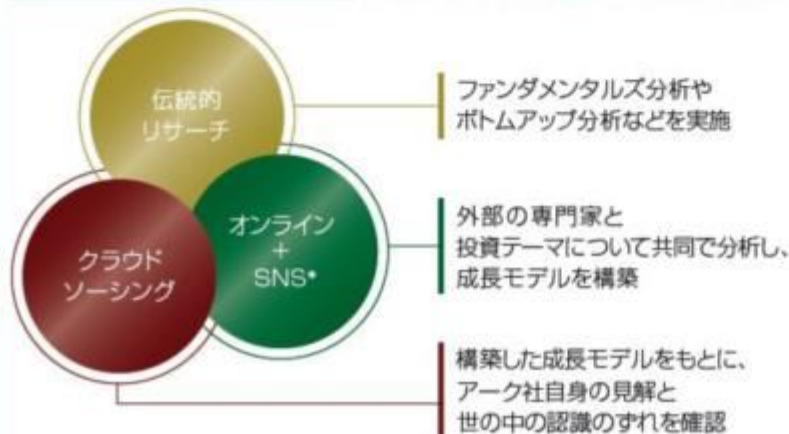 伝統的
リサーチ
ファンダメンタルズ分析や
ボトムアップ分析などを実施
オンライン
+
SNS*
外部の専門家と
投資テーマについて共同で分析し、
成長モデルを構築
クラウド
ソーシング
構築した成長モデルをもとに、
アーク社自身の見解と
世の中の認識のずれを確認